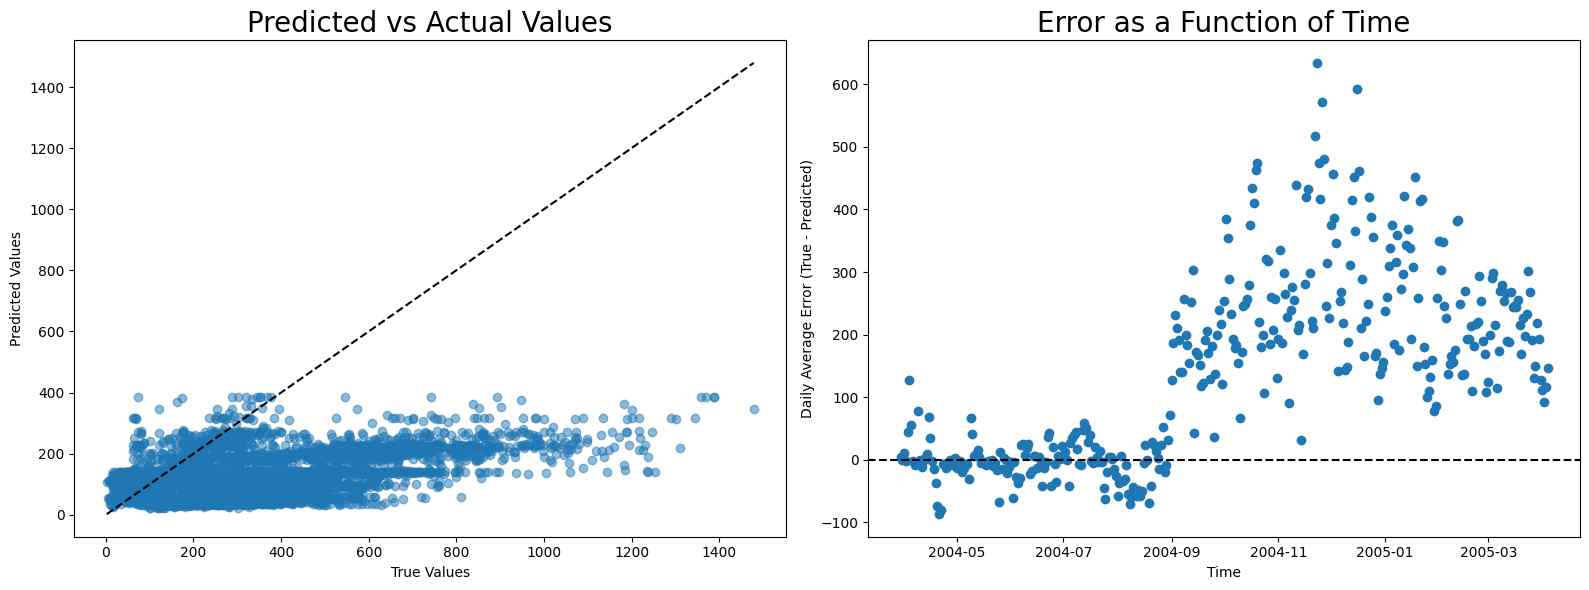 Predicted vs Actual Values
Predicted Values
1400
1200
1000
800
600
400
200
0
0 200 400 600 800 1000 1200 1400
True Values
Error as a Function of Time
Daily Average Error (True - Predicted)
600
500
400
300
200
100
0
−100
2004-05 2004-07 2004-09 2004-11 2005-01 2005-03
Time